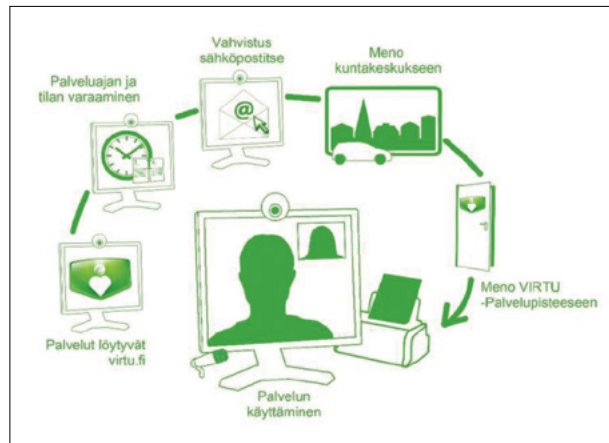 Vahvistus
sähköpostitse
Meno
kuntakeskukseen
Palveluajan ja
tilan varaaminen
@
Meno VIRTU
-Palvelupisteeseen
Palvelut löytyvät
virtu.fi
Palvelun
käyttäminen